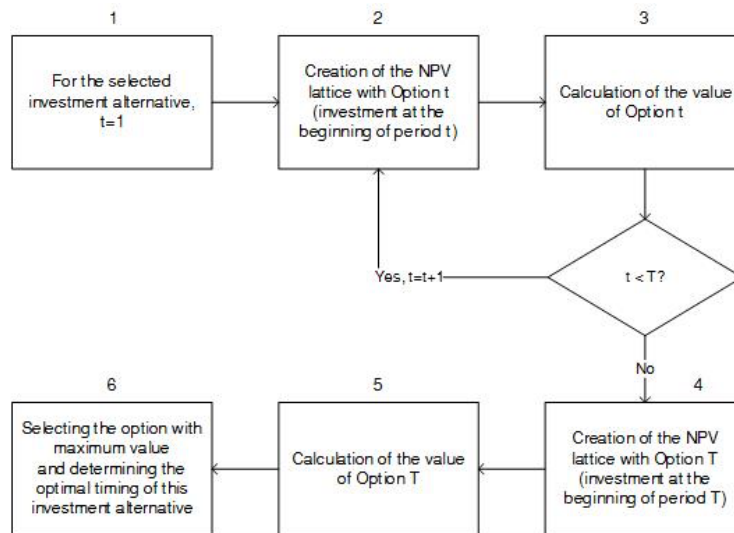 1
For the selected
investment alternative,
t=1
2
Creation of the NPV
lattice with Option t
(investment at the
beginning of period t)
3
Calculation of the value
of Option t
t < T?
Yes, t=t+1
No
4
Creation of the NPV
lattice with Option T
(investment at the
beginning of period T)
5
Calculation of the value
of Option T
6
Selecting the option with
maximum value
and determining the
optimal timing of this
investment alternative